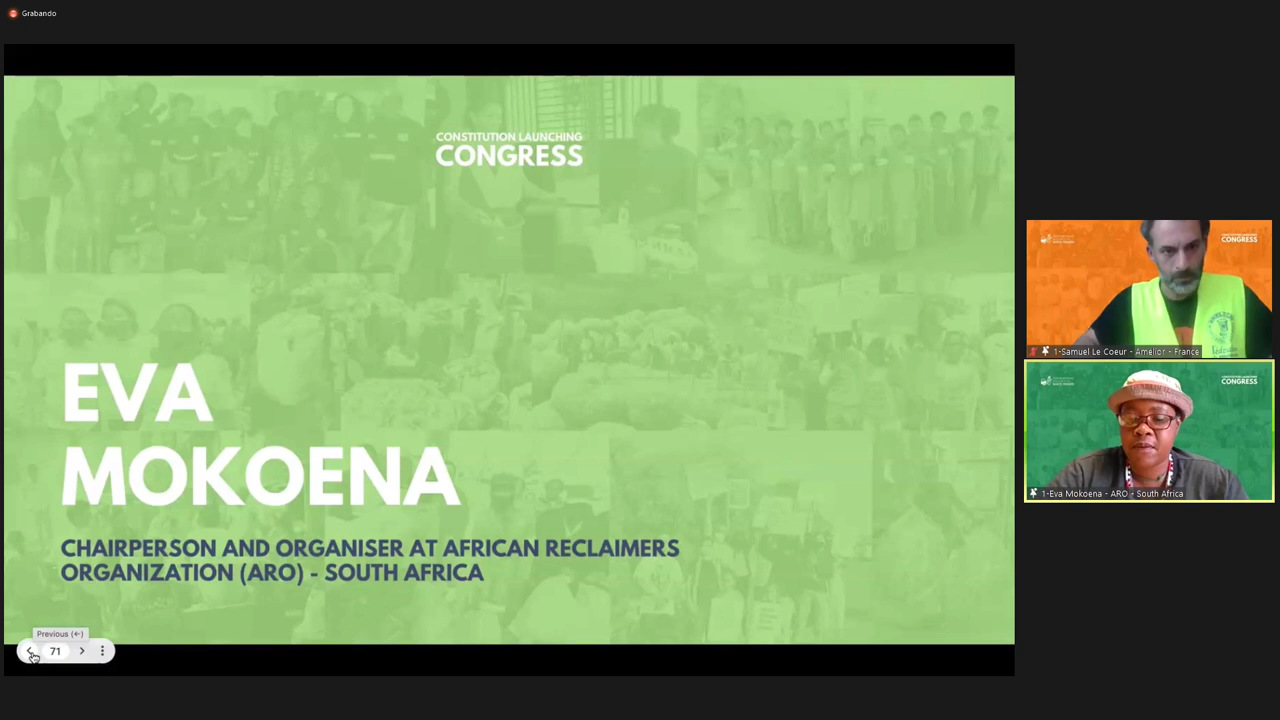 Grabando
CONSTITUTION LAUNCHING
CONGRESS
EVA
MOKOENA
CHAIRPERSON AND ORGANISER AT AFRICAN RECLAIMERS
ORGANIZATION (ARO) - SOUTH AFRICA
Previous (←)
71
CONGRESS
1-Samuel Le Coeur - Amelior - France
CONGRESS
1-Eva Mokoena - ARO - South Africa